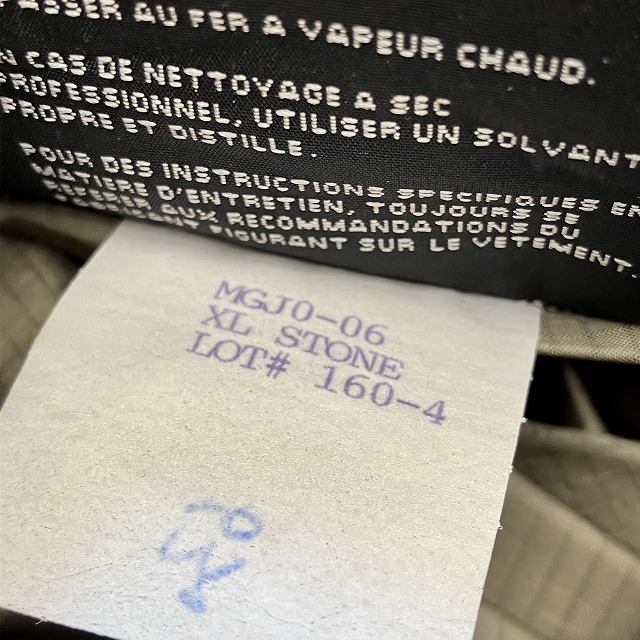 PASSER AU FER A VAPEUR CHAUD.
EN CAS DE NETTOYAGE A SEC
PROFESSIONNEL, UTILISER UN SOLVANT
PROPRE ET DISTILLE.
POUR DES INSTRUCTIONS SPECIFIQUES EN
MATIERE D'ENTRETIEN, TOUJOURS SE
AUX RECOMMANDATIONS DU
FIGURANT SUR LE VETEMENT.
MGJ0-06
XL STONE
LOT# 160-4